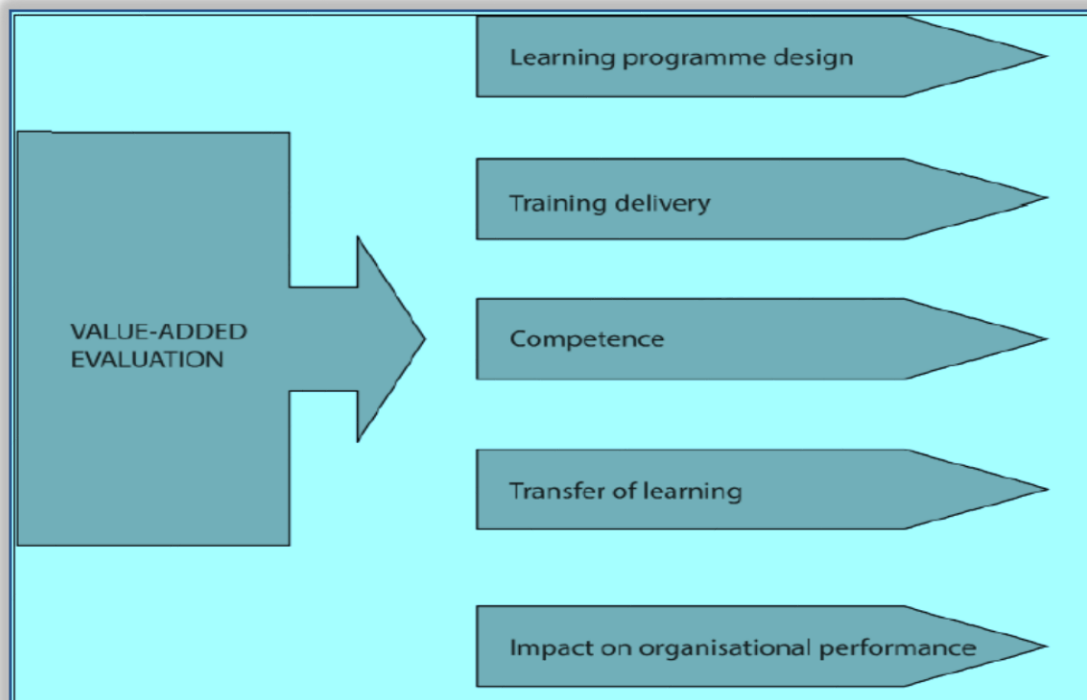 Learning programme design
Training delivery
VALUE-ADDED
EVALUATION
Competence
Transfer of learning
Impact on organisational performance